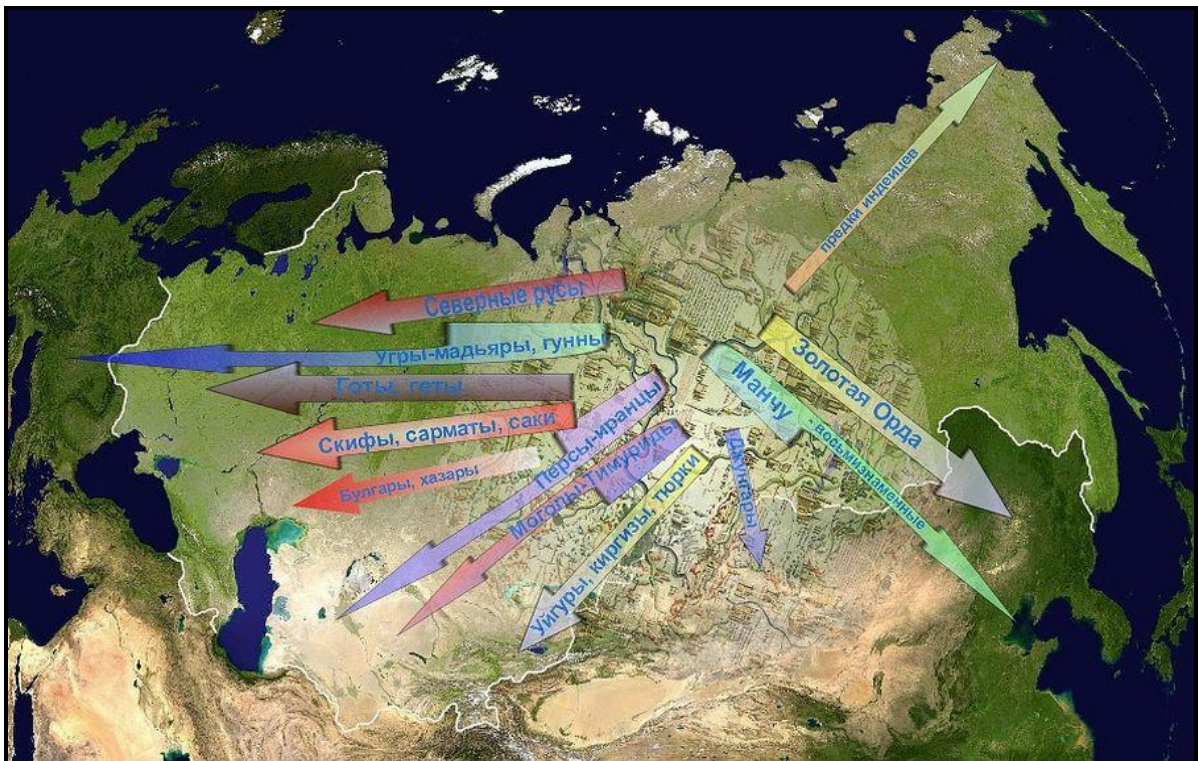 предки индейцев
Северные русы
Угры-мадьяры, гунны
Готы, геты
Скифы, сарматы, саки
Булгары, хазары
Персы-иранцы
Моголы-Тимуруды
Уйгуры, киргизы, тюрки
Джунгары
Манчу
- восьмизнаменные
Золотая Орда